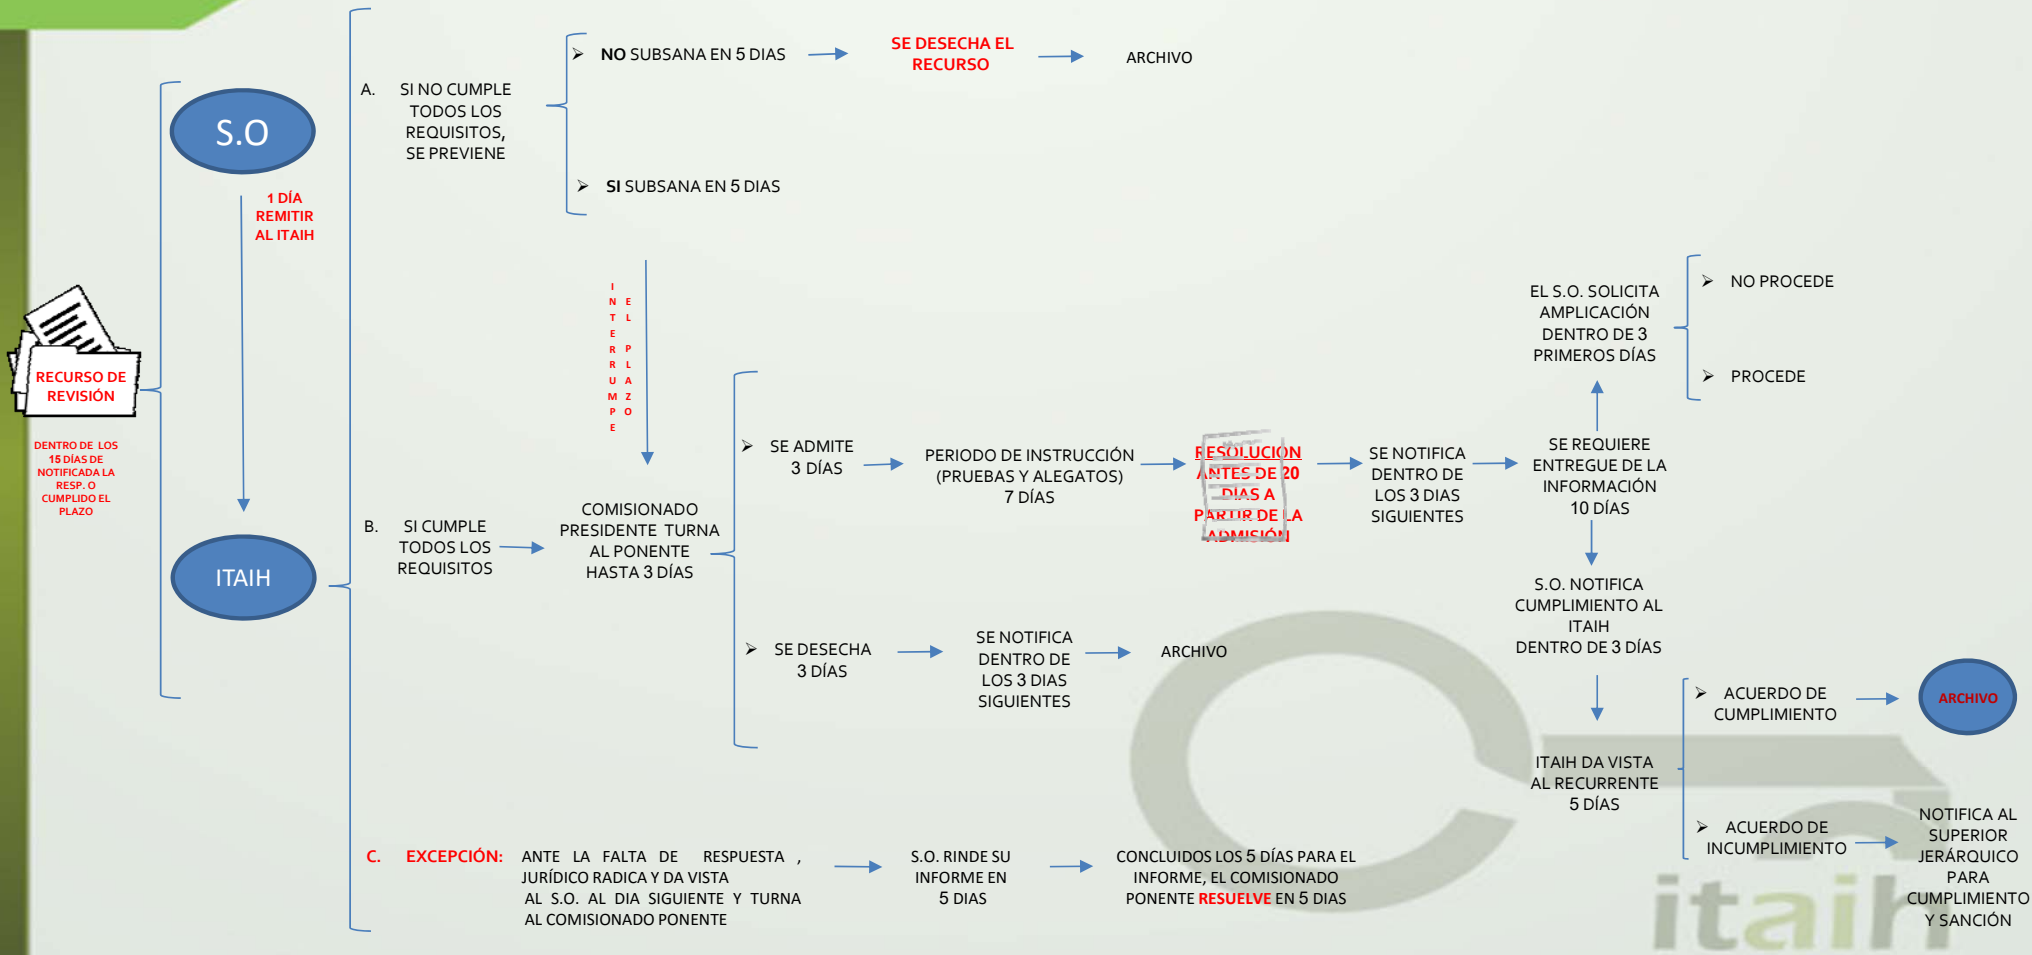 S.O
1 DÍA
REMITIR
AL ITAIH
ITAIH
RECURSO DE
REVISIÓN
DENTRO DE LOS
15 DÍAS DE
NOTIFICADA LA
RESP. O
CUMPLIDO EL
PLAZO
A. SI NO CUMPLE
TODOS LOS
REQUISITOS,
SE PREVIENE
➢ NO SUBSANA EN 5 DIAS
SE DESECHA EL
RECURSO
ARCHIVO
➢ SI SUBSANA EN 5 DIAS
INTERRUMPE
EL PLAZO
B. SI CUMPLE
TODOS LOS
REQUISITOS
COMISIONADO
PRESIDENTE TURNA
AL PONENTE
HASTA 3 DÍAS
➢ SE ADMITE
3 DÍAS
PERIODO DE INSTRUCCIÓN
(PRUEBAS Y ALEGATOS)
7 DÍAS
RESOLUCIÓN
ANTES DE 20
DÍAS A
PARTIR DE LA
ADMISIÓN
SE NOTIFICA
DENTRO DE
LOS 3 DIAS
SIGUIENTES
SE REQUIERE
ENTREGUE DE LA
INFORMACIÓN
10 DÍAS
EL S.O. SOLICITA
AMPLICACIÓN
DENTRO DE 3
PRIMEROS DÍAS
➢ NO PROCEDE
➢ PROCEDE
S.O. NOTIFICA
CUMPLIMIENTO AL
ITAIH
DENTRO DE 3 DÍAS
ITAIH DA VISTA
AL RECURRENTE
5 DÍAS
➢ ACUERDO DE
CUMPLIMIENTO
ARCHIVO
➢ ACUERDO DE
INCUMPLIMIENTO
NOTIFICA AL
SUPERIOR
JERÁRQUICO
PARA
CUMPLIMIENTO
Y SANCIÓN
➢ SE DESECHA
3 DÍAS
SE NOTIFICA
DENTRO DE
LOS 3 DIAS
SIGUIENTES
ARCHIVO
C. EXCEPCIÓN: ANTE LA FALTA DE RESPUESTA ,
JURÍDICO RADICA Y DA VISTA
AL S.O. AL DIA SIGUIENTE Y TURNA
AL COMISIONADO PONENTE
S.O. RINDE SU
INFORME EN
5 DIAS
CONCLUIDOS LOS 5 DÍAS PARA EL
INFORME, EL COMISIONADO
PONENTE RESUELVE EN 5 DIAS
itaih